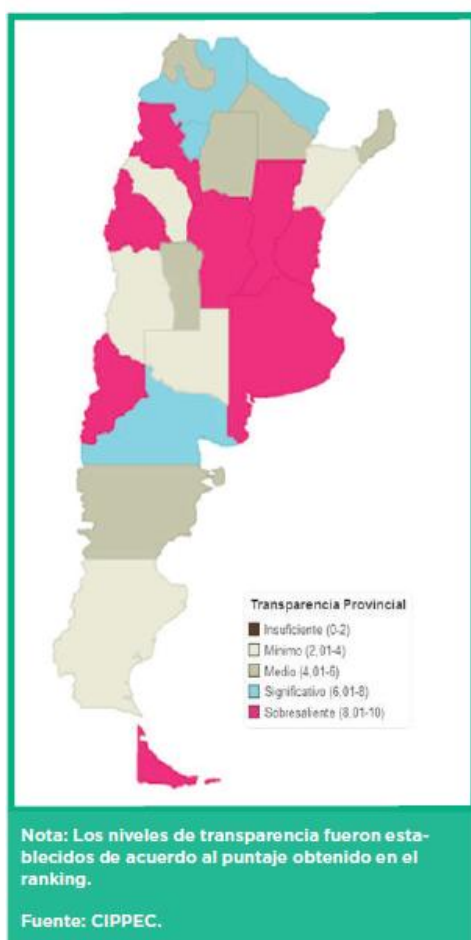 Transparencia Provincial
Insuficiente (0-2)
Mínimo (2,01-4)
Medio (4,01-6)
Significativo (6,01-8)
Sobresaliente (8,01-10)
Nota: Los niveles de transparencia fueron esta-
blecidos de acuerdo al puntaje obtenido en el
ranking.
Fuente: CIPPEC.